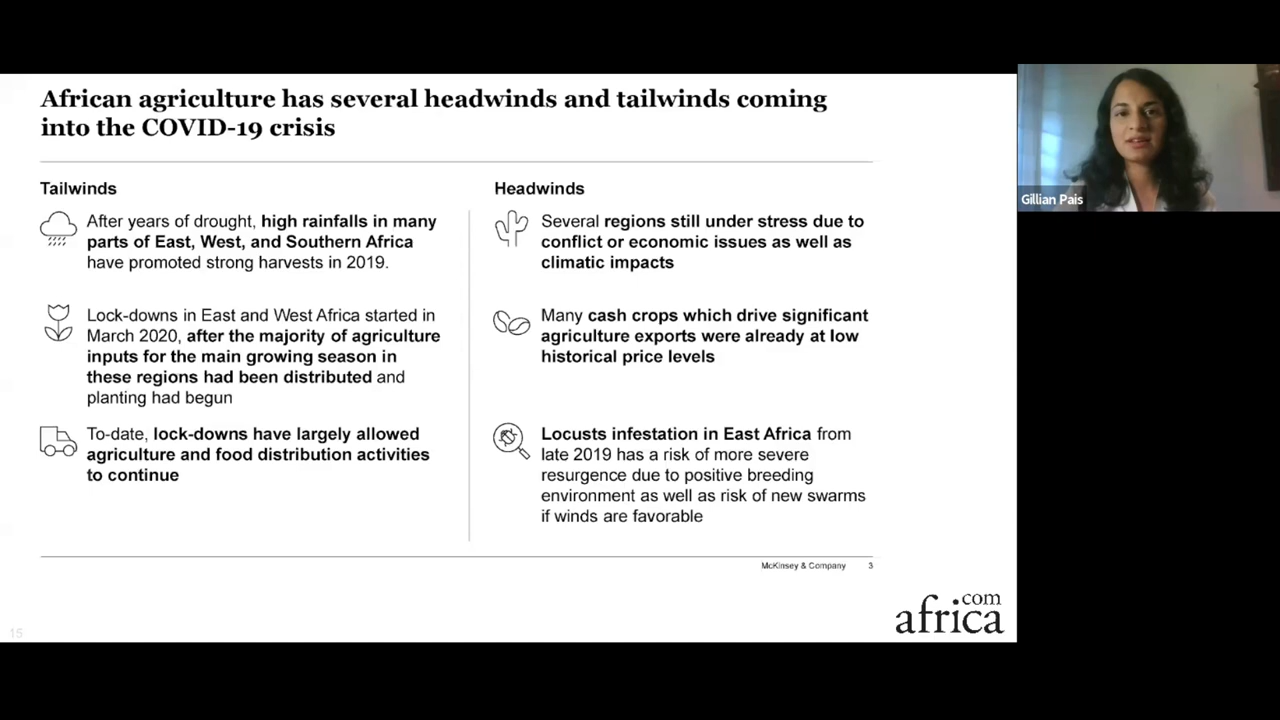 African agriculture has several headwinds and tailwinds coming
into the COVID-19 crisis
Tailwinds
After years of drought, high rainfalls in many
parts of East, West, and Southern Africa
have promoted strong harvests in 2019.
Lock-downs in East and West Africa started in
March 2020, after the majority of agriculture
inputs for the main growing season in
these regions had been distributed and
planting had begun
To-date, lock-downs have largely allowed
agriculture and food distribution activities
to continue
Headwinds
Several regions still under stress due to
conflict or economic issues as well as
climatic impacts
Many cash crops which drive significant
agriculture exports were already at low
historical price levels
Locusts infestation in East Africa from
late 2019 has a risk of more severe
resurgence due to positive breeding
environment as well as risk of new swarms
if winds are favorable
McKinsey & Company 3
africa.com
15
Gillian Pais